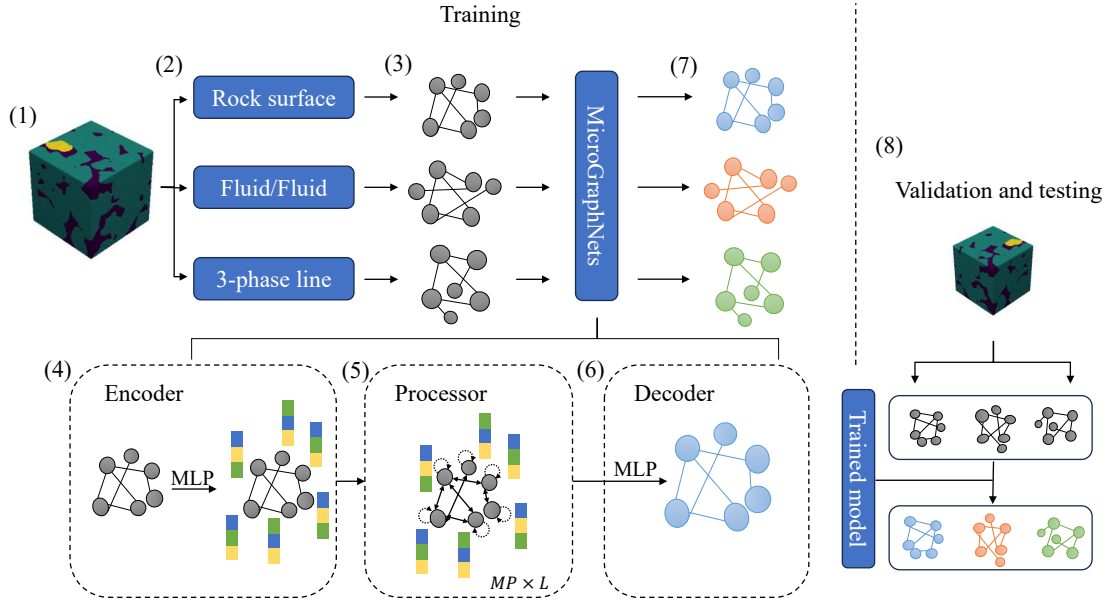 Training
(1)
(2)
Rock surface
(3)
MicroGraphNets
(7)
Fluid/Fluid
3-phase line
(4)
Encoder
MLP
(5)
Processor
MP × L
(6)
Decoder
MLP
(8)
Validation and testing
Trained model